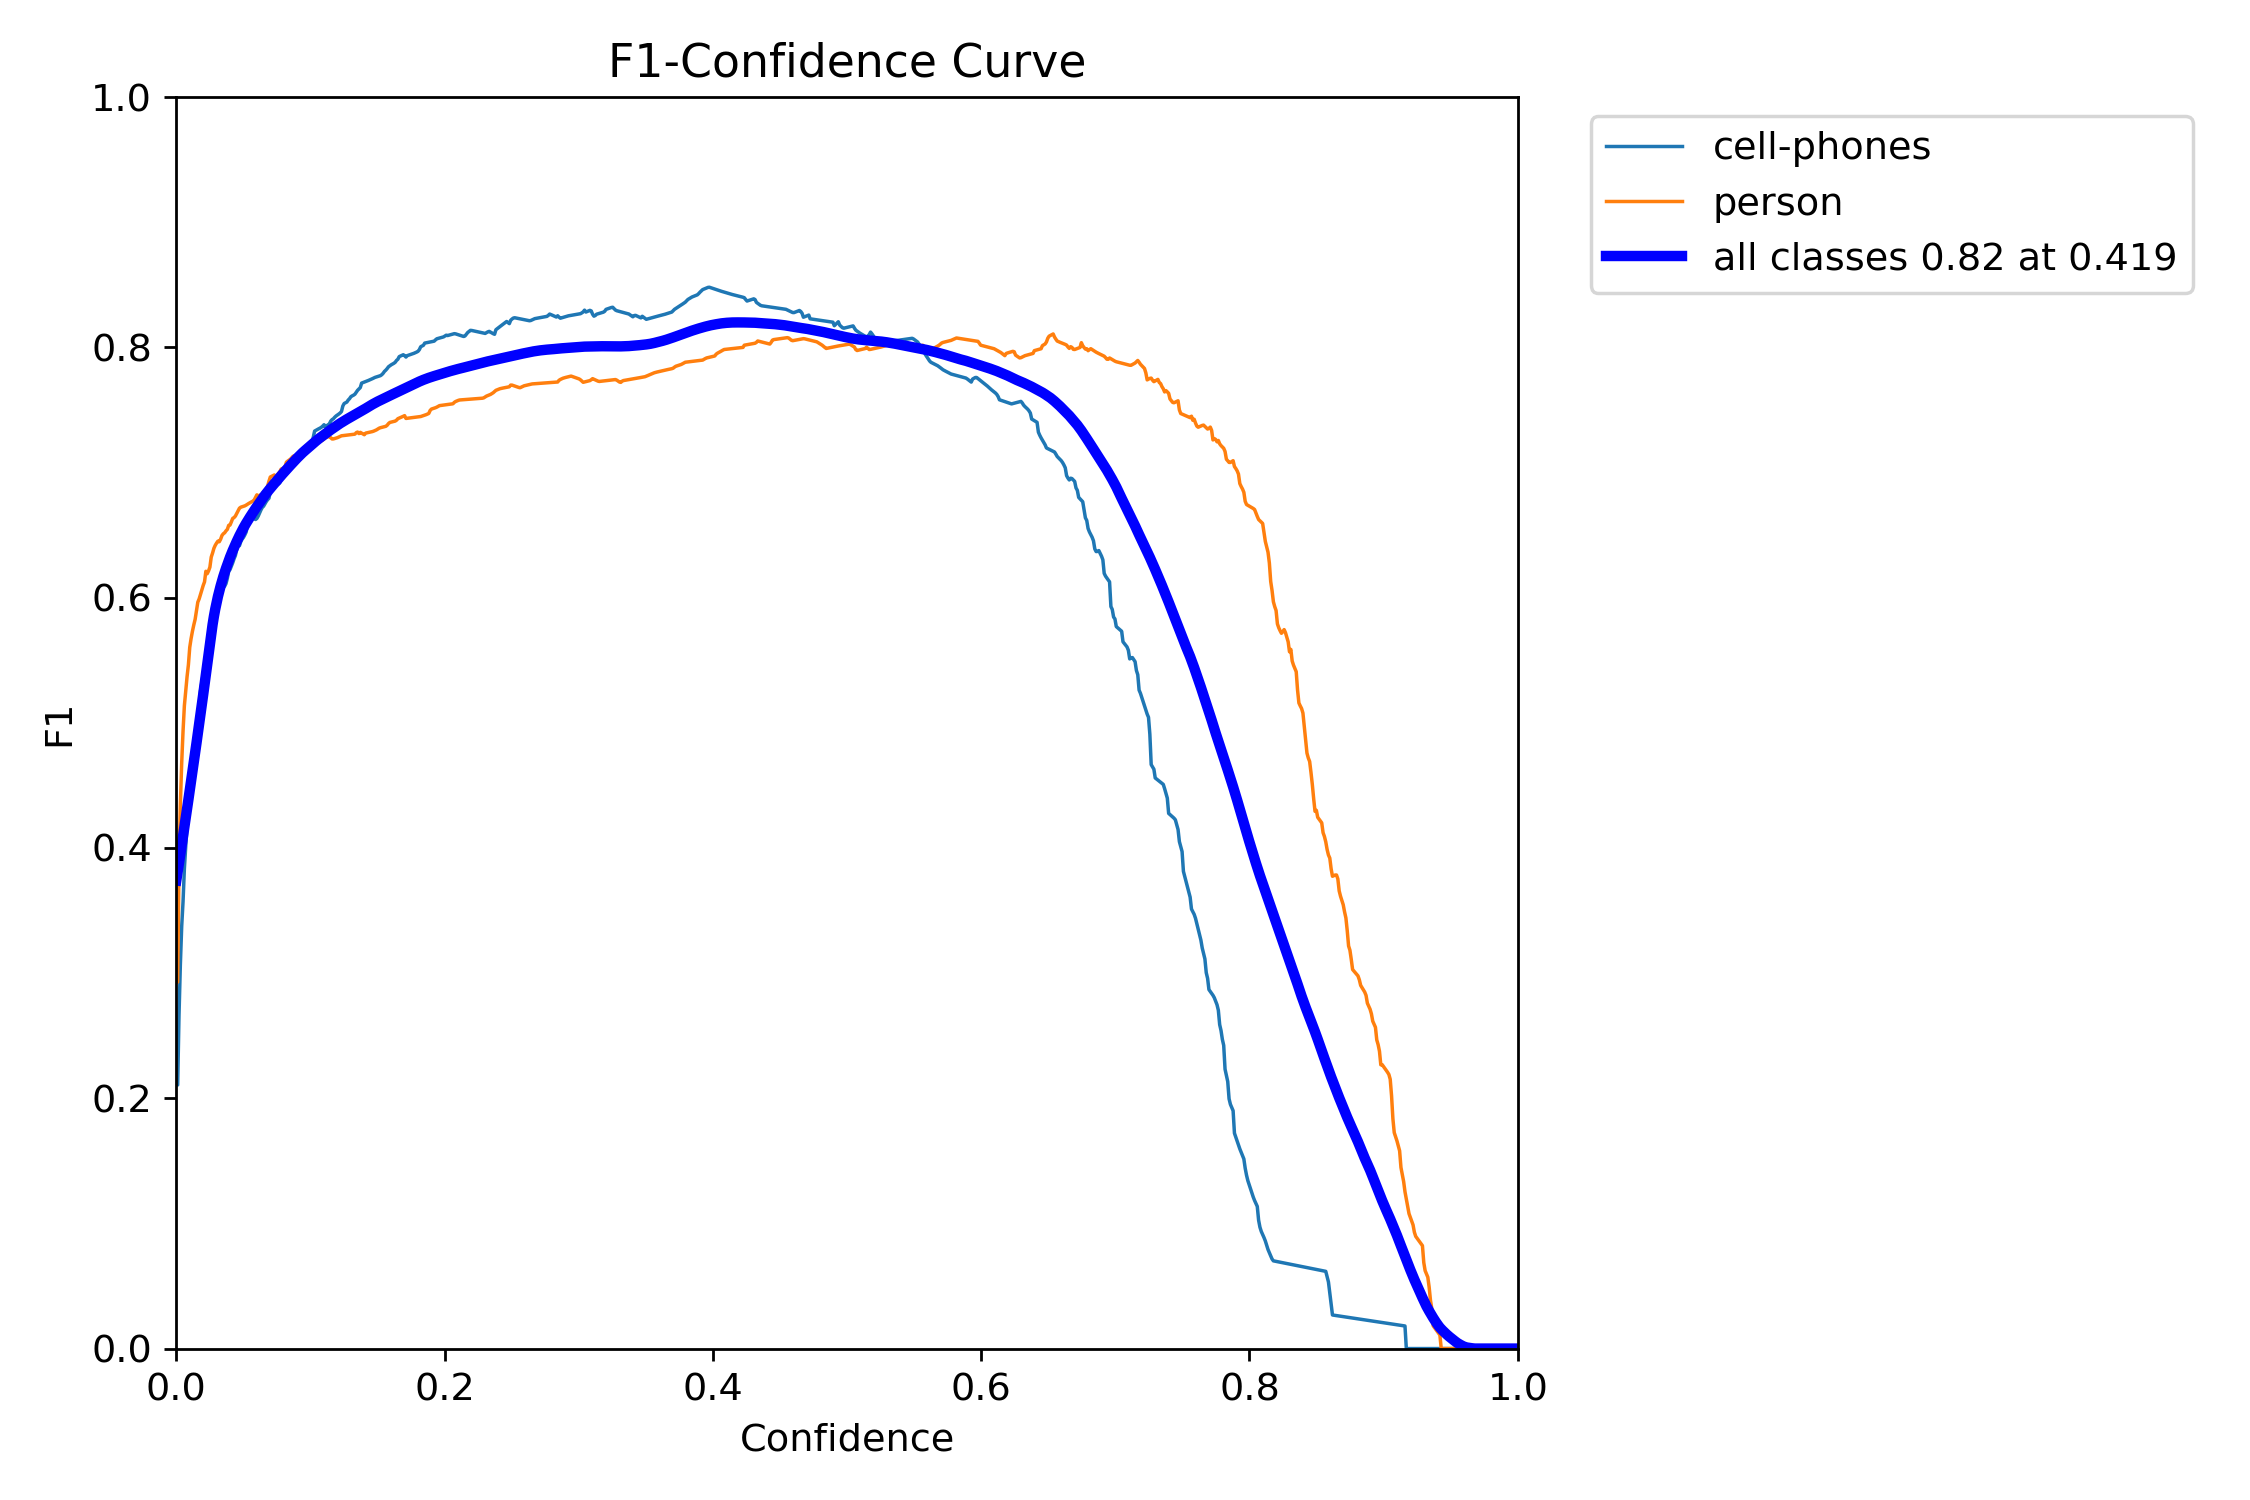 F1-Confidence Curve
1.0
0.8
0.6
0.4
0.2
0.0
F1
0.0 0.2 0.4 0.6 0.8 1.0
Confidence
cell-phones
person
all classes 0.82 at 0.419